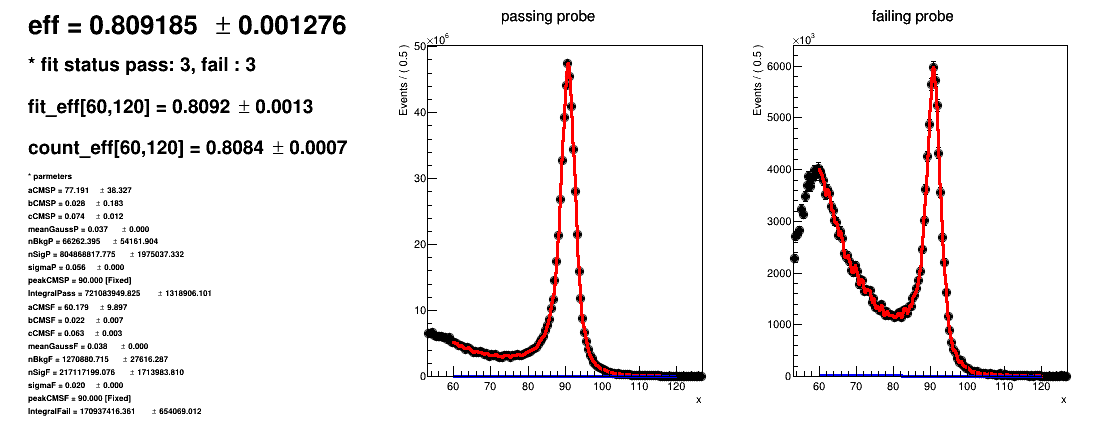 eff = 0.809185 ± 0.001276
* fit status pass: 3, fail : 3
fit_eff[60,120] = 0.8092 ± 0.0013
count_eff[60,120] = 0.8084 ± 0.0007
* parmeters
aCMSP = 77.191 ± 38.327
bCMSP = 0.028 ± 0.183
cCMSP = 0.074 ± 0.012
meanGaussP = 0.037 ± 0.000
nBkgP = 66262.395 ± 54161.904
nSigP = 804868817.775 ± 1975037.332
sigmaP = 0.056 ± 0.000
peakCMSP = 90.000 [Fixed]
IntegralPass = 721083949.825 ± 1318906.101
aCMSF = 60.179 ± 9.897
bCMSF = 0.022 ± 0.007
cCMSF = 0.063 ± 0.003
meanGaussF = 0.038 ± 0.000
nBkgF = 1270880.715 ± 27616.287
nSigF = 217117199.076 ± 1713983.810
sigmaF = 0.020 ± 0.000
peakCMSF = 90.000 [Fixed]
IntegralFail = 170937416.361 ± 654069.012
passing probe
×10⁶
Events / ( 0.5 )
50
40
30
20
10
0
60 70 80 90 100 110 120
x
failing probe
×10³
Events / ( 0.5 )
6000
5000
4000
3000
2000
1000
0
60 70 80 90 100 110 120
x